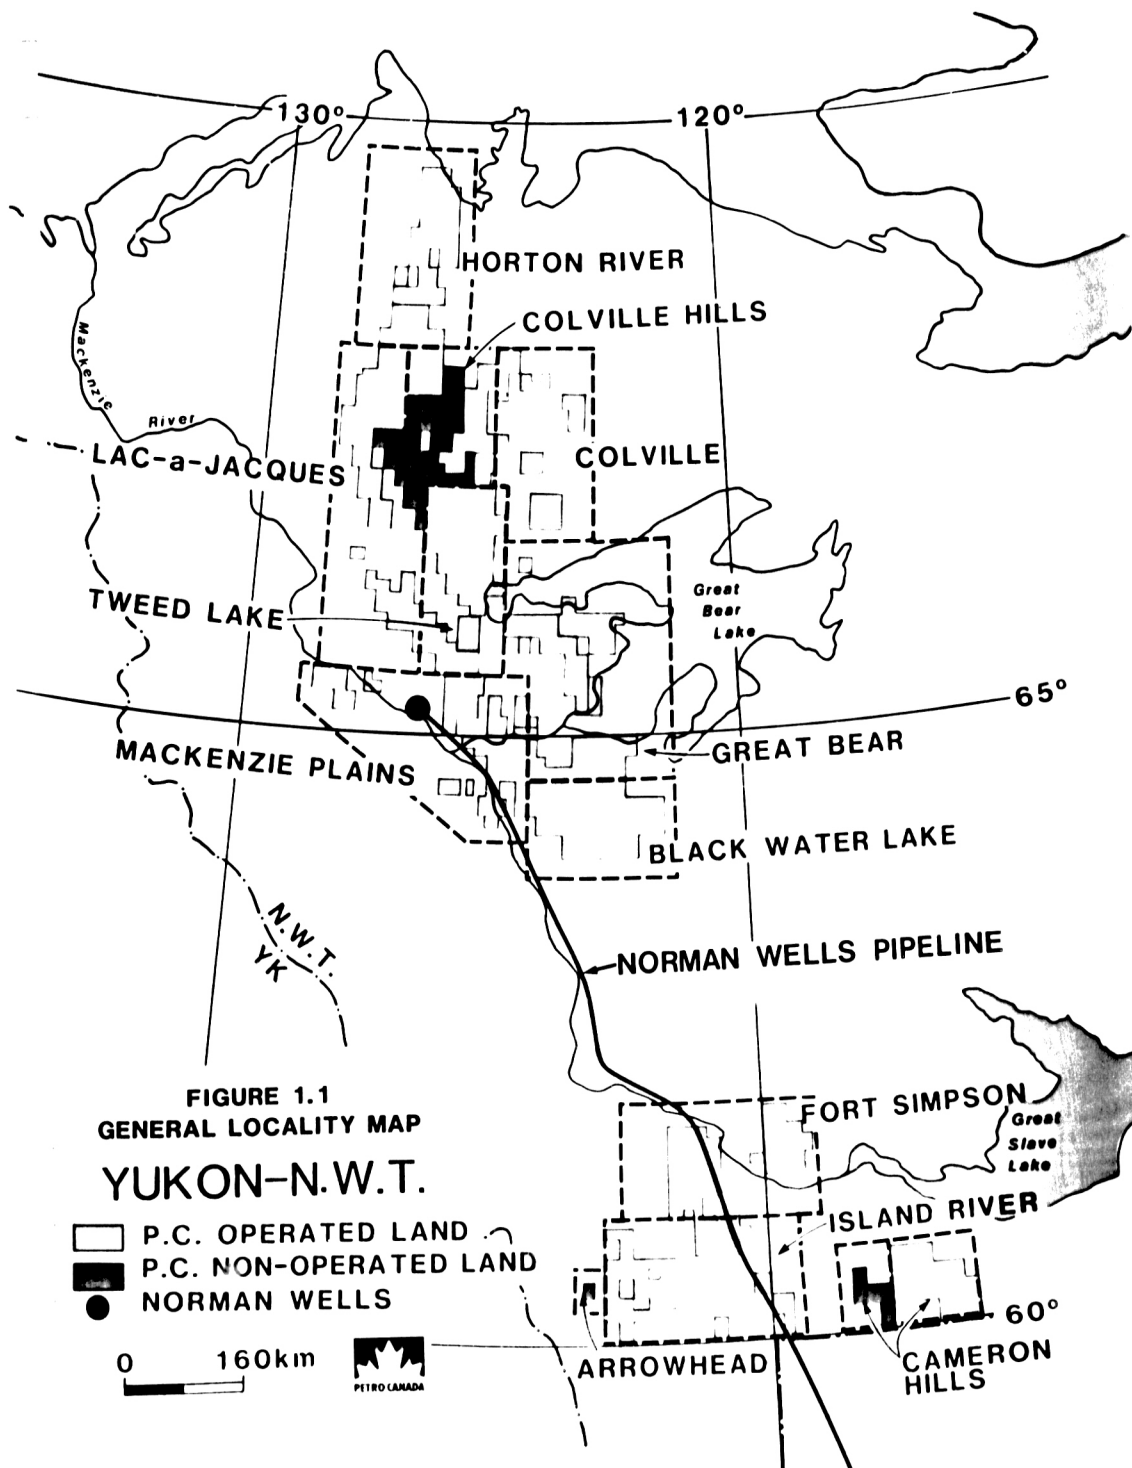 130°
120°
HORTON RIVER
COLVILLE HILLS
Mackenzie
River
LAC-a-JACQUES
COLVILLE
TWEED LAKE
Great
Bear
Lake
65°
MACKENZIE PLAINS
GREAT BEAR
BLACK WATER LAKE
N.W.T.
YK
NORMAN WELLS PIPELINE
FIGURE 1.1
GENERAL LOCALITY MAP
YUKON-N.W.T.
FORT SIMPSON
Great
Slave
Lake
ISLAND RIVER
P.C. OPERATED LAND
P.C. NON-OPERATED LAND
NORMAN WELLS
0 160km
PETROCANADA
ARROWHEAD
60°
CAMERON
HILLS